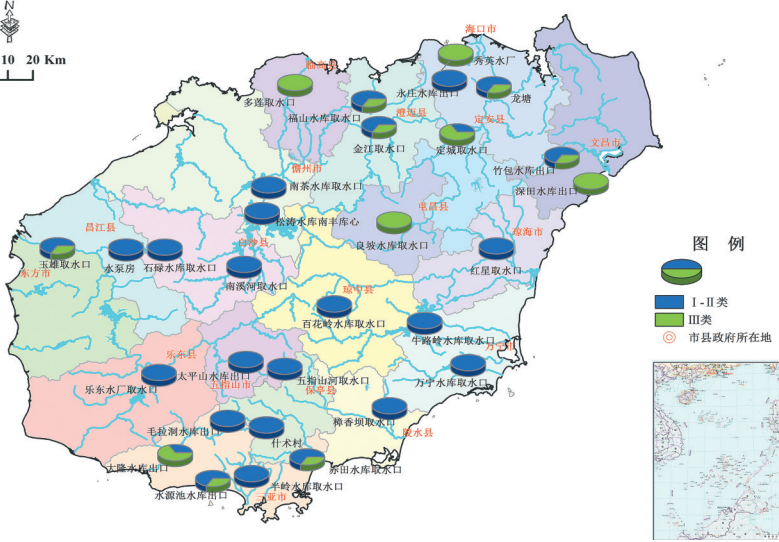 N
10 20 Km
海口市
秀英水厂
临高县
多莲取水口
永庄水库出口
龙塘
福山水库取水口
澄迈县
定安县
金江取水口
定城取水口
文昌市
竹包水库出口
深田水库出口
儋州市
南茶水库取水口
松涛水库南丰库心
屯昌县
良坡水库取水口
昌江县
白沙县
琼海市
玉雄取水口
水泵房
石碌水库取水口
红星取水口
东方市
南溪河取水口
琼中县
百花岭水库取水口
牛路岭水库取水口
万宁市
乐东县
太平山水库出口
五指山河取水口
万宁水库取水口
乐东水厂取水口
五指山市
保亭县
樟香坝取水口
毛拉洞水库出口
什术村
陵水县
大隆水库出口
赤田水库取水口
水源池水库出口
半岭水库取水口
三亚市
图 例
I-II类
III类
市县政府所在地